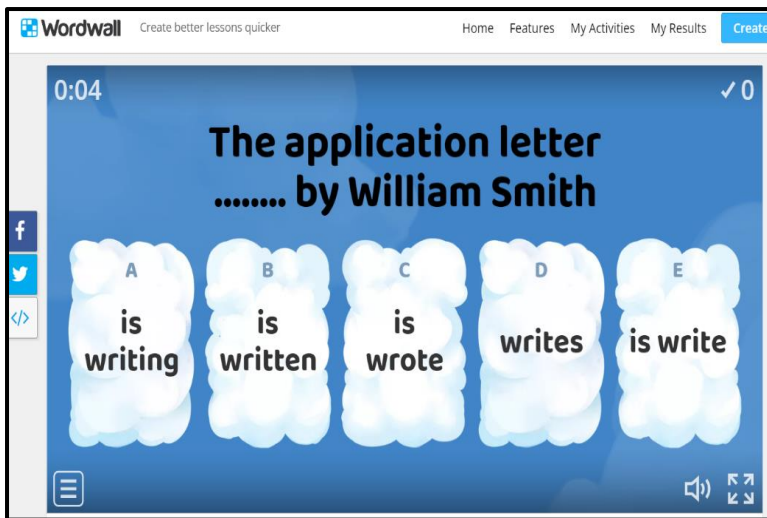 Wordwall Create better lessons quicker Home Features My Activities My Results Create
0:04 ✓ 0
The application letter
........ by William Smith
A B C D E
is writing
is written
is wrote
writes
is write